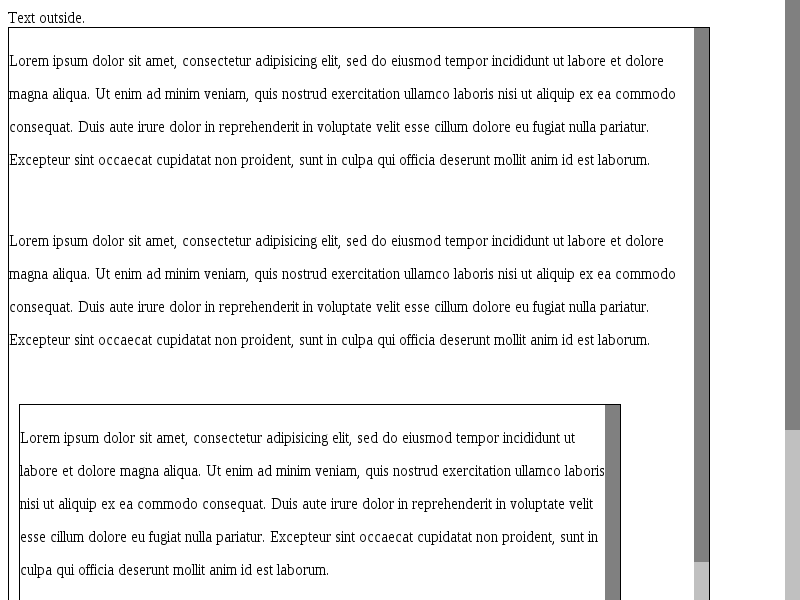 Text outside.
Lorem ipsum dolor sit amet, consectetur adipisicing elit, sed do eiusmod tempor incididunt ut labore et dolore
magna aliqua. Ut enim ad minim veniam, quis nostrud exercitation ullamco laboris nisi ut aliquip ex ea commodo
consequat. Duis aute irure dolor in reprehenderit in voluptate velit esse cillum dolore eu fugiat nulla pariatur.
Excepteur sint occaecat cupidatat non proident, sunt in culpa qui officia deserunt mollit anim id est laborum.
Lorem ipsum dolor sit amet, consectetur adipisicing elit, sed do eiusmod tempor incididunt ut labore et dolore
magna aliqua. Ut enim ad minim veniam, quis nostrud exercitation ullamco laboris nisi ut aliquip ex ea commodo
consequat. Duis aute irure dolor in reprehenderit in voluptate velit esse cillum dolore eu fugiat nulla pariatur.
Excepteur sint occaecat cupidatat non proident, sunt in culpa qui officia deserunt mollit anim id est laborum.
Lorem ipsum dolor sit amet, consectetur adipisicing elit, sed do eiusmod tempor incididunt ut
labore et dolore magna aliqua. Ut enim ad minim veniam, quis nostrud exercitation ullamco laboris
nisi ut aliquip ex ea commodo consequat. Duis aute irure dolor in reprehenderit in voluptate velit
esse cillum dolore eu fugiat nulla pariatur. Excepteur sint occaecat cupidatat non proident, sunt in
culpa qui officia deserunt mollit anim id est laborum.